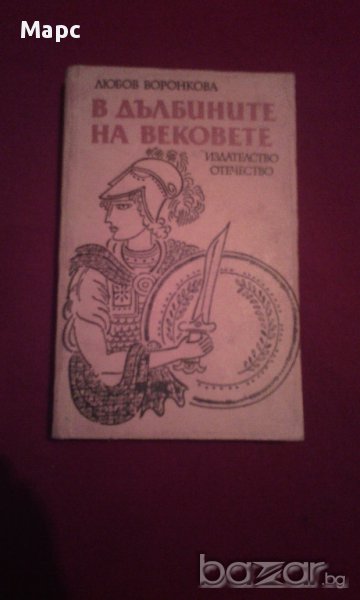 Марс
ЛЮБОВ ВОРОНКОВА
В ДЪЛБИНИТЕ
НА ВЕКОВЕТЕ
ИЗДАТЕЛСТВО
ОТЕЧЕСТВО
bazar.bg